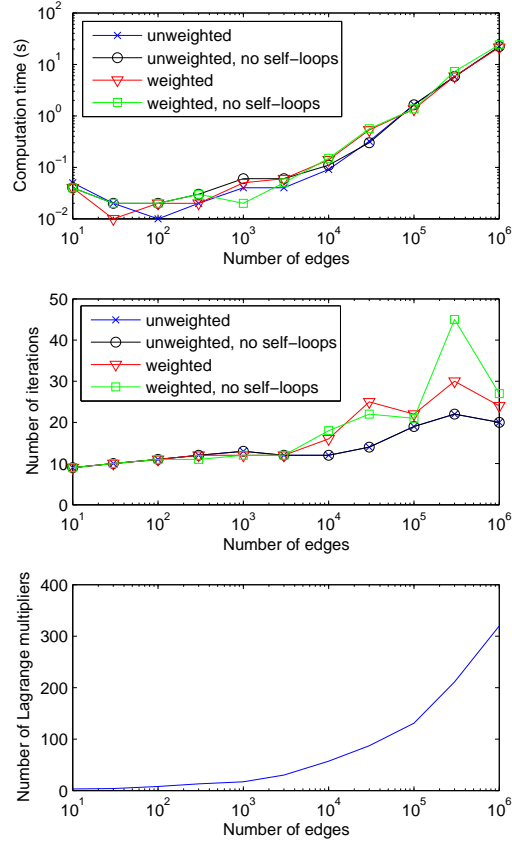 Computation time (s)
10^2
10^1
10^0
10^-1
10^-2
unweighted
unweighted, no self-loops
weighted
weighted, no self-loops
10^1 10^2 10^3 10^4 10^5 10^6
Number of edges
Number of iterations
50
40
30
20
10
0
unweighted
unweighted, no self-loops
weighted
weighted, no self-loops
10^1 10^2 10^3 10^4 10^5 10^6
Number of edges
Number of Lagrange multipliers
400
300
200
100
0
10^1 10^2 10^3 10^4 10^5 10^6
Number of edges